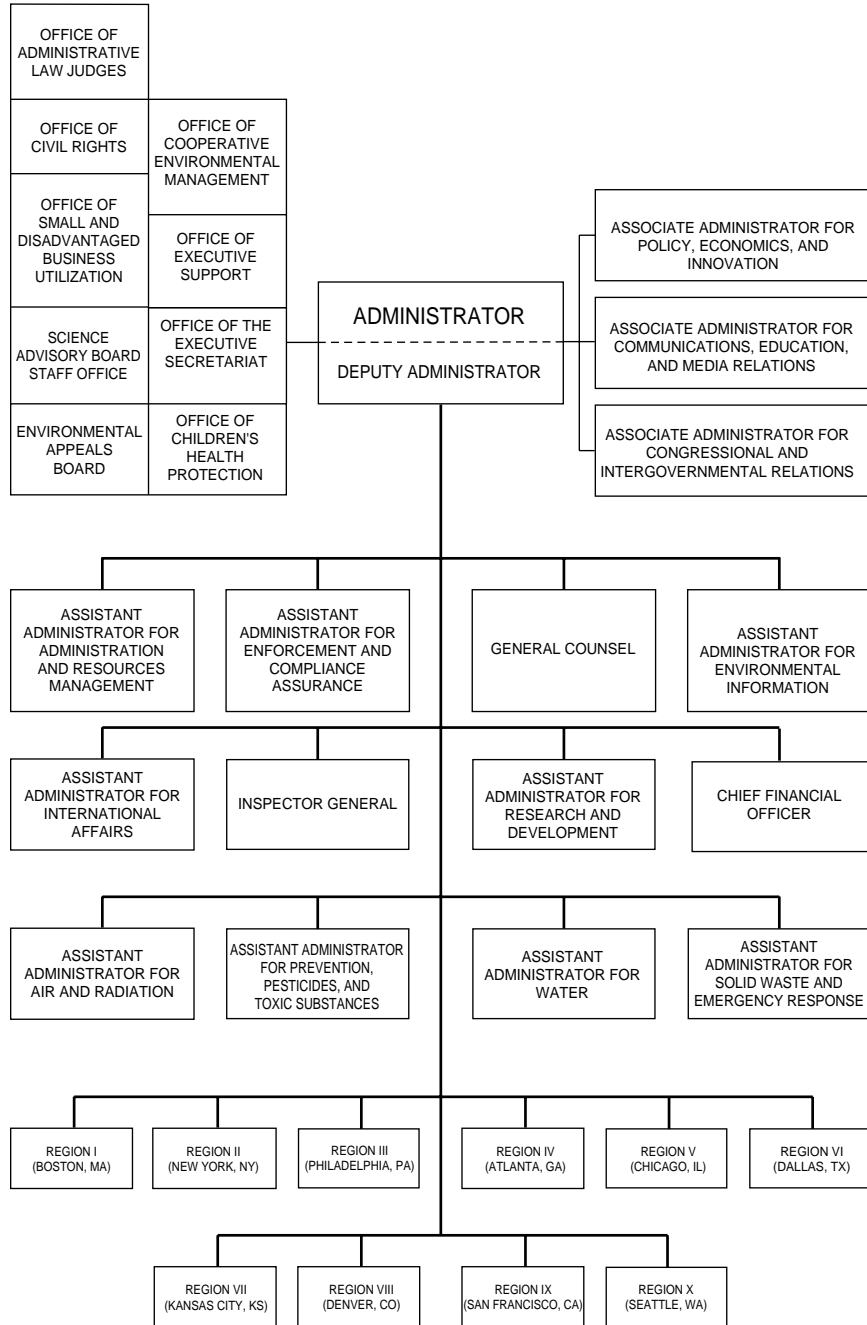 OFFICE OF
ADMINISTRATIVE
LAW JUDGES
OFFICE OF
CIVIL RIGHTS
OFFICE OF
SMALL AND
DISADVANTAGED
BUSINESS
UTILIZATION
SCIENCE
ADVISORY BOARD
STAFF OFFICE
ENVIRONMENTAL
APPEALS
BOARD
OFFICE OF
COOPERATIVE
ENVIRONMENTAL
MANAGEMENT
OFFICE OF
EXECUTIVE
SUPPORT
OFFICE OF THE
EXECUTIVE
SECRETARIAT
OFFICE OF
CHILDREN'S
HEALTH
PROTECTION
ADMINISTRATOR
DEPUTY ADMINISTRATOR
ASSOCIATE ADMINISTRATOR FOR
POLICY, ECONOMICS, AND
INNOVATION
ASSOCIATE ADMINISTRATOR FOR
COMMUNICATIONS, EDUCATION,
AND MEDIA RELATIONS
ASSOCIATE ADMINISTRATOR FOR
CONGRESSIONAL AND
INTERGOVERNMENTAL RELATIONS
ASSISTANT
ADMINISTRATOR FOR
ADMINISTRATION
AND RESOURCES
MANAGEMENT
ASSISTANT
ADMINISTRATOR FOR
ENFORCEMENT AND
COMPLIANCE
ASSURANCE
GENERAL COUNSEL
ASSISTANT
ADMINISTRATOR FOR
ENVIRONMENTAL
INFORMATION
ASSISTANT
ADMINISTRATOR FOR
INTERNATIONAL
AFFAIRS
INSPECTOR GENERAL
ASSISTANT
ADMINISTRATOR FOR
RESEARCH AND
DEVELOPMENT
CHIEF FINANCIAL
OFFICER
ASSISTANT
ADMINISTRATOR FOR
AIR AND RADIATION
ASSISTANT ADMINISTRATOR
FOR PREVENTION,
PESTICIDES, AND
TOXIC SUBSTANCES
ASSISTANT
ADMINISTRATOR FOR
WATER
ASSISTANT
ADMINISTRATOR FOR
SOLID WASTE AND
EMERGENCY RESPONSE
REGION I
(BOSTON, MA)
REGION II
(NEW YORK, NY)
REGION III
(PHILADELPHIA, PA)
REGION IV
(ATLANTA, GA)
REGION V
(CHICAGO, IL)
REGION VI
(DALLAS, TX)
REGION VII
(KANSAS CITY, KS)
REGION VIII
(DENVER, CO)
REGION IX
(SAN FRANCISCO, CA)
REGION X
(SEATTLE, WA)